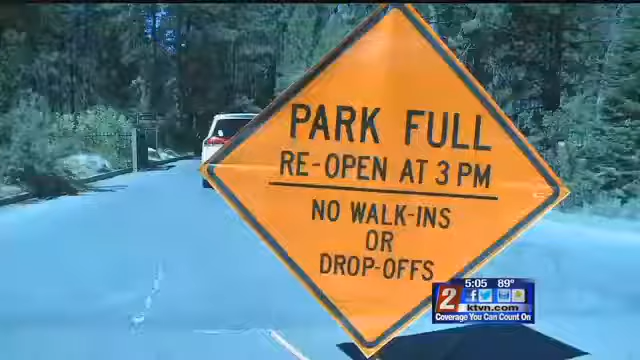 PARK FULL
RE-OPEN AT 3 PM
NO WALK-INS
OR
DROP-OFFS
5:05 89°
2
ktvn.com
Coverage You Can Count On